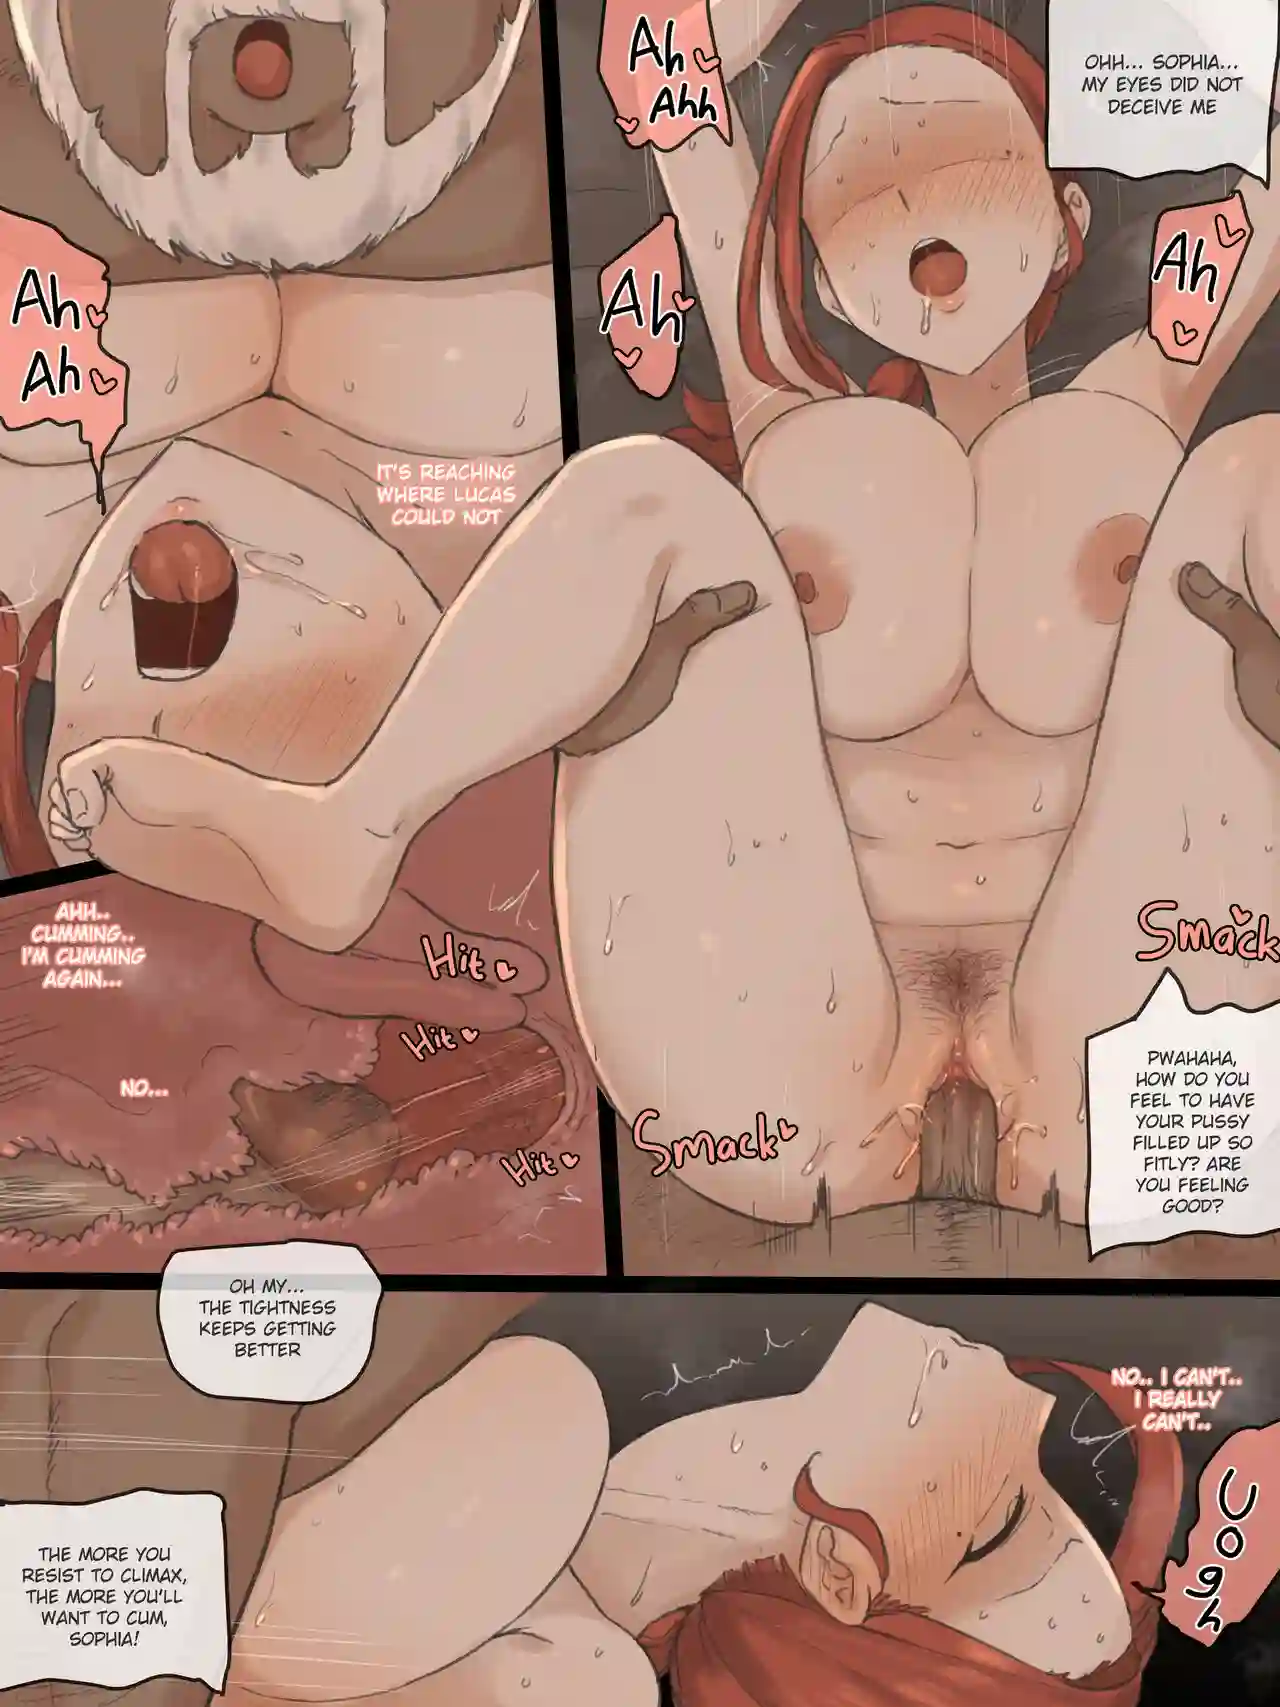 Ah
Ahh
OHH... SOPHIA...
MY EYES DID NOT
DECEIVE ME
Ah
Ah
Ah
Ah
IT'S REACHING
WHERE LUCAS
COULD NOT
AHH..
CUMMING..
I'M CUMMING
AGAIN...
Hit
Hit
NO...
Hit
Smack
Smack
PWAHAHA,
HOW DO YOU
FEEL TO HAVE
YOUR PUSSY
FILLED UP SO
FITLY? ARE
YOU FEELING
GOOD?
OH MY...
THE TIGHTNESS
KEEPS GETTING
BETTER
NO.. I CAN'T..
I REALLY
CAN'T..
Uogh
THE MORE YOU
RESIST TO CLIMAX,
THE MORE YOU'LL
WANT TO CUM,
SOPHIA!